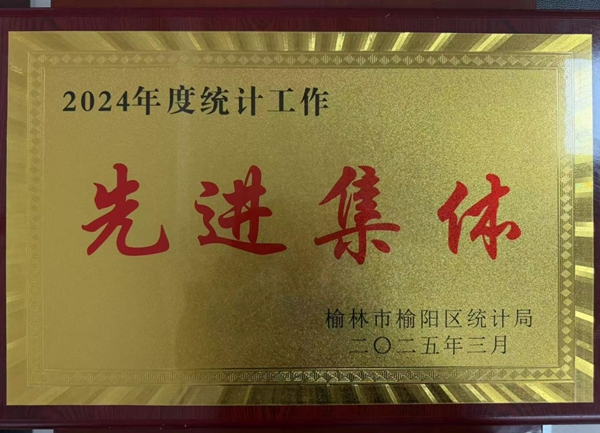 2024年度统计工作
先进集体
榆林市榆阳区统计局
二〇二五年三月